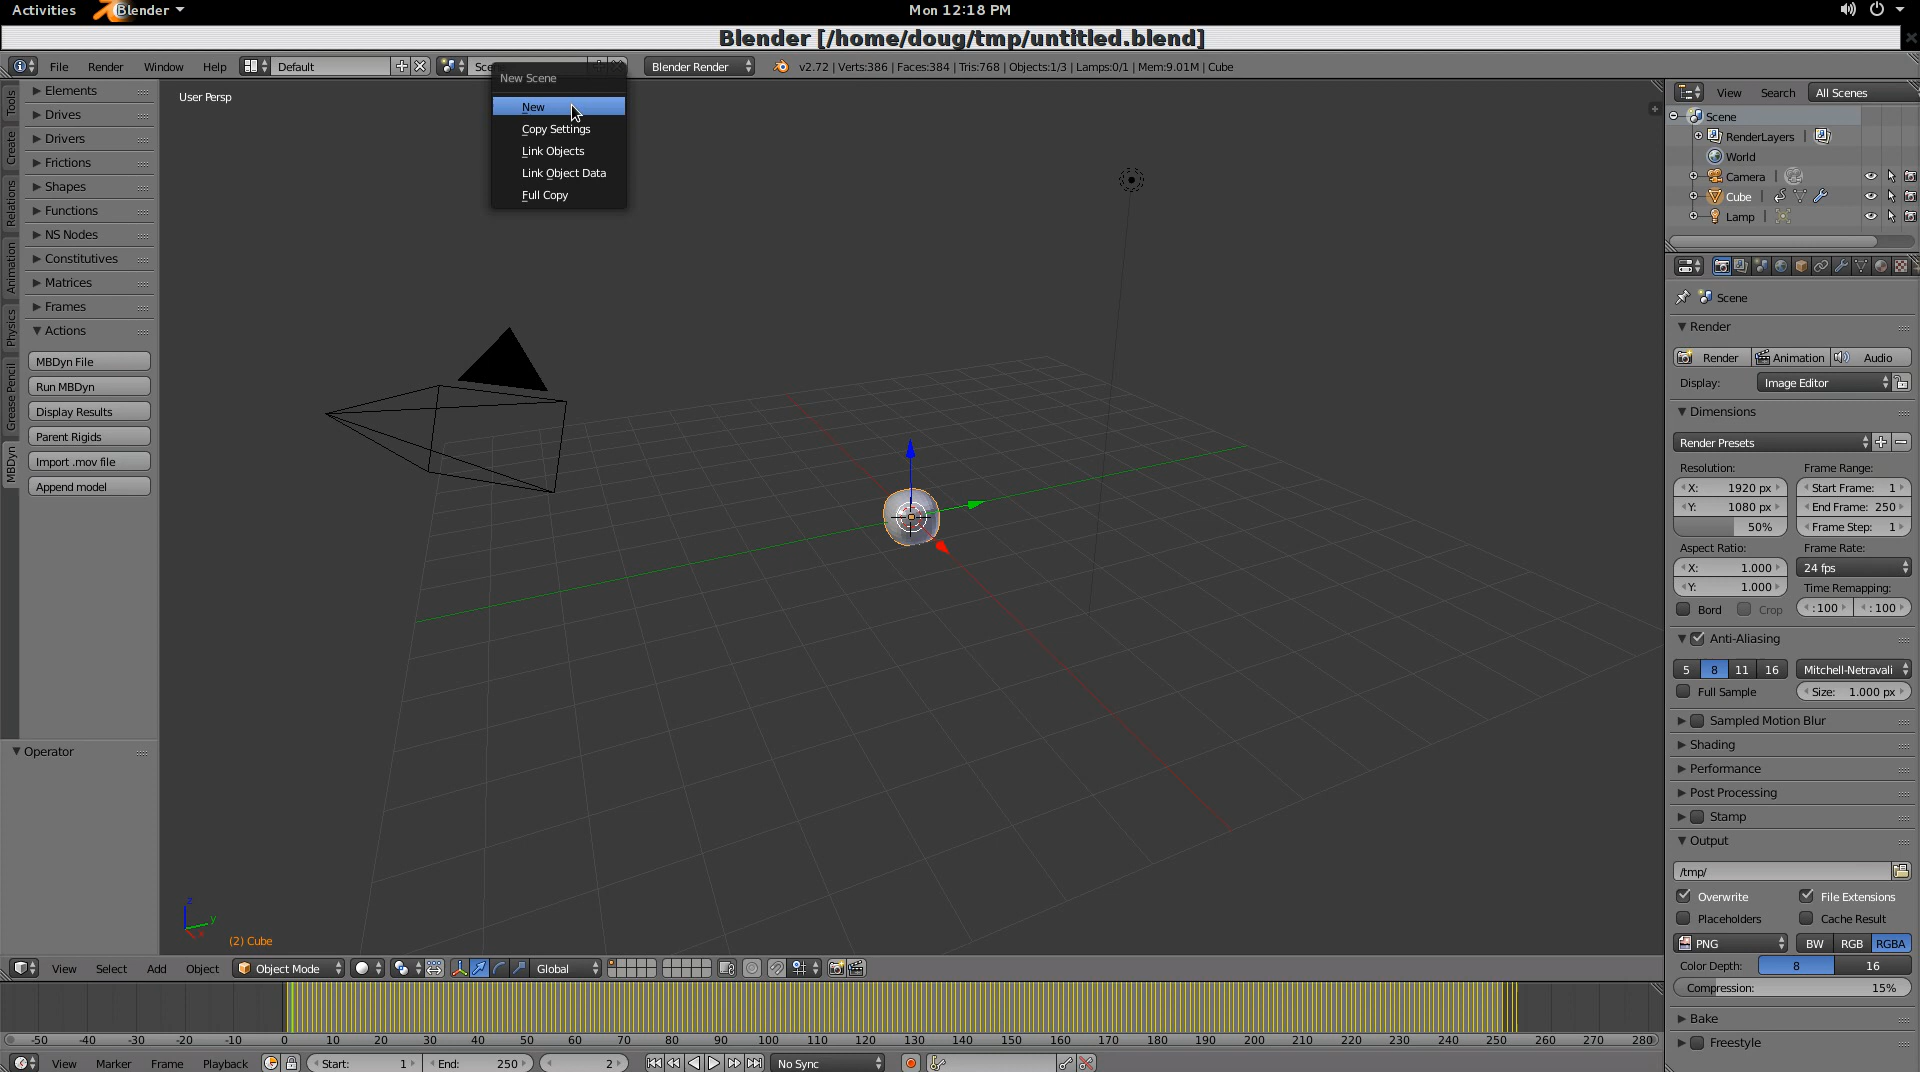 Activities Blender Mon 12:18 PM
Blender [/home/doug/tmp/untitled.blend]
File Render Window Help Default Blender Render v2.72 | Verts:386 | Faces:384 | Tris:768 | Objects:1/3 | Lamps:0/1 | Mem:9.01M | Cube
New Scene
New
Copy Settings
Link Objects
Link Object Data
Full Copy
User Persp
Tools
Create
Relations
Animation
Physics
Grease Pencil
MBDyn
Elements
Drives
Drivers
Frictions
Shapes
Functions
NS Nodes
Constitutives
Matrices
Frames
Actions
MBDyn File
Run MBDyn
Display Results
Parent Rigids
Import .mov file
Append model
Operator
z
y
(2) Cube
View Search All Scenes
Scene
RenderLayers
World
Camera
Cube
Lamp
Scene
Render
Render Animation Audio
Display: Image Editor
Dimensions
Render Presets
Resolution: Frame Range:
X: 1920 px Start Frame: 1
Y: 1080 px End Frame: 250
50% Frame Step: 1
Aspect Ratio: Frame Rate:
X: 1.000 24 fps
Y: 1.000 Time Remapping:
Bord Crop :100 :100
Anti-Aliasing
5 8 11 16 Mitchell-Netravali
Full Sample Size: 1.000 px
Sampled Motion Blur
Shading
Performance
Post Processing
Stamp
Output
/tmp/
Overwrite File Extensions
Placeholders Cache Result
PNG BW RGB RGBA
Color Depth: 8 16
Compression: 15%
Bake
Freestyle
View Select Add Object Object Mode Global
-50 -40 -30 -20 -10 0 10 20 30 40 50 60 70 80 90 100 110 120 130 140 150 160 170 180 190 200 210 220 230 240 250 260 270 280
View Marker Frame Playback Start: 1 End: 250 2 No Sync